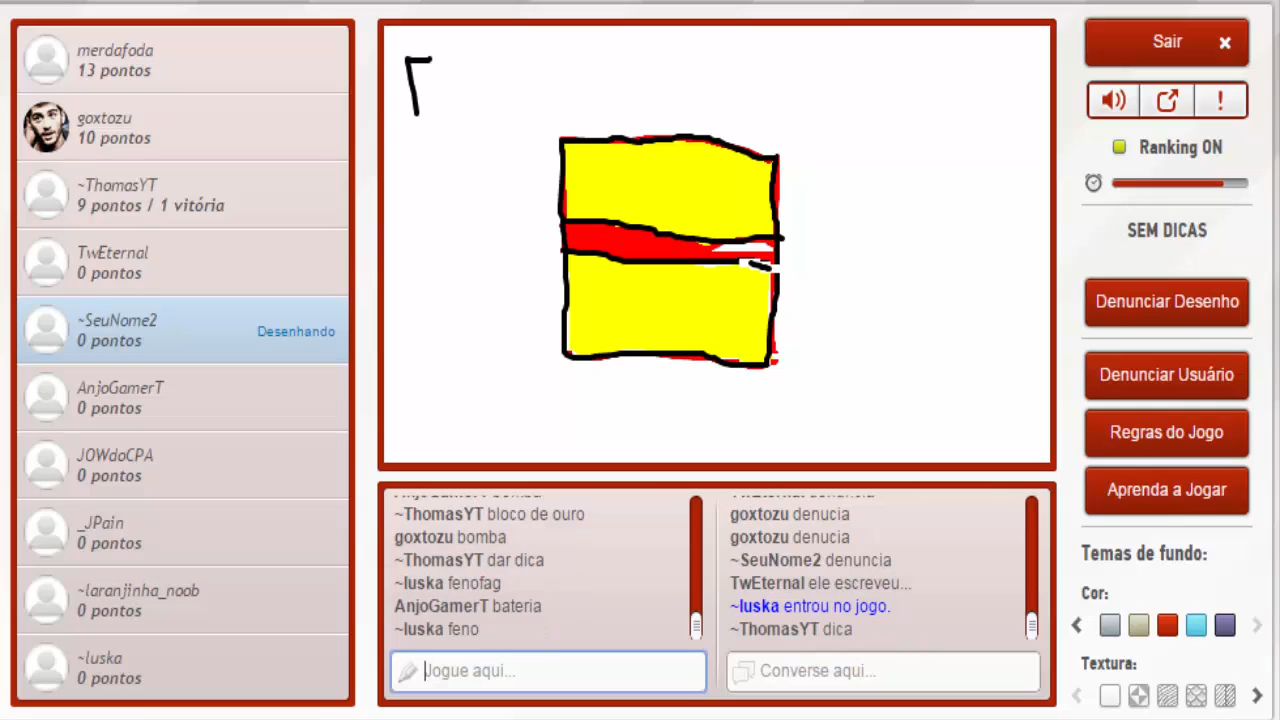 merdafoda
13 pontos
goxtozu
10 pontos
~ThomasYT
9 pontos / 1 vitória
TwEternal
0 pontos
~SeuNome2
0 pontos
Desenhando
AnjoGamerT
0 pontos
JOWdoCPA
0 pontos
_JPain
0 pontos
~laranjinha_noob
0 pontos
~luska
0 pontos
~ThomasYT bloco de ouro
goxtozu bomba
~ThomasYT dar dica
~luska fenofag
AnjoGamerT bateria
~luska feno
Jogue aqui...
goxtozu denucia
goxtozu denucia
~SeuNome2 denuncia
TwEternal ele escreveu...
~luska entrou no jogo.
~ThomasYT dica
Converse aqui...
Sair
Ranking ON
SEM DICAS
Denunciar Desenho
Denunciar Usuário
Regras do Jogo
Aprenda a Jogar
Temas de fundo:
Cor:
Textura: